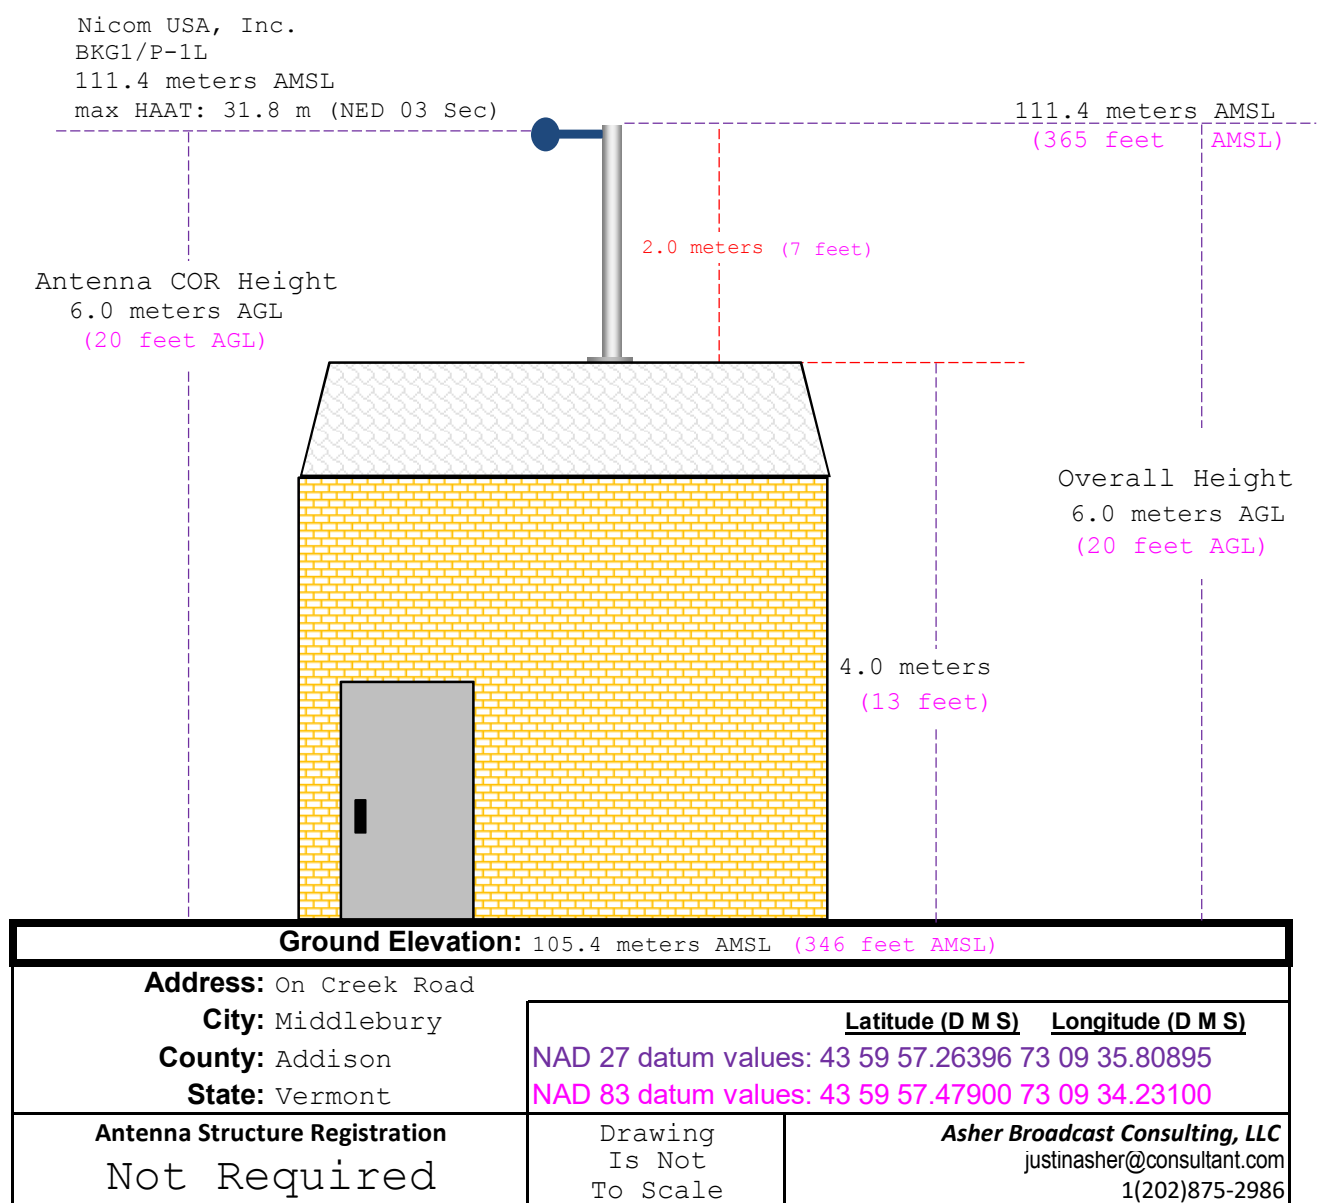 Nicom USA, Inc.
BKG1/P-1L
111.4 meters AMSL
max HAAT: 31.8 m (NED 03 Sec)
111.4 meters AMSL
(365 feet AMSL)
2.0 meters (7 feet)
Antenna COR Height
6.0 meters AGL
(20 feet AGL)
Overall Height
6.0 meters AGL
(20 feet AGL)
4.0 meters
(13 feet)
Ground Elevation: 105.4 meters AMSL (346 feet AMSL)
Address: On Creek Road
City: Middlebury
County: Addison
State: Vermont
Latitude (D M S) Longitude (D M S)
NAD 27 datum values: 43 59 57.26396 73 09 35.80895
NAD 83 datum values: 43 59 57.47900 73 09 34.23100
Antenna Structure Registration
Not Required
Drawing
Is Not
To Scale
Asher Broadcast Consulting, LLC
justinasher@consultant.com
1(202)875-2986